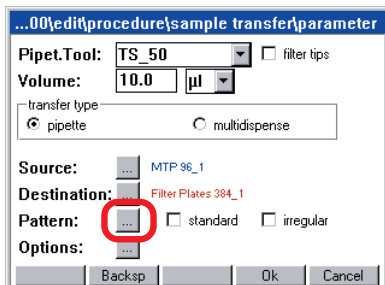 ...00\edit\procedure\sample transfer\parameter
Pipet.Tool: TS_50 filter tips
Volume: 10.0 µl
transfer type
pipette multidispense
Source: ... MTP 96_1
Destination: ... Filter Plates 384_1
Pattern: ... standard irregular
Options: ...
Backsp Ok Cancel